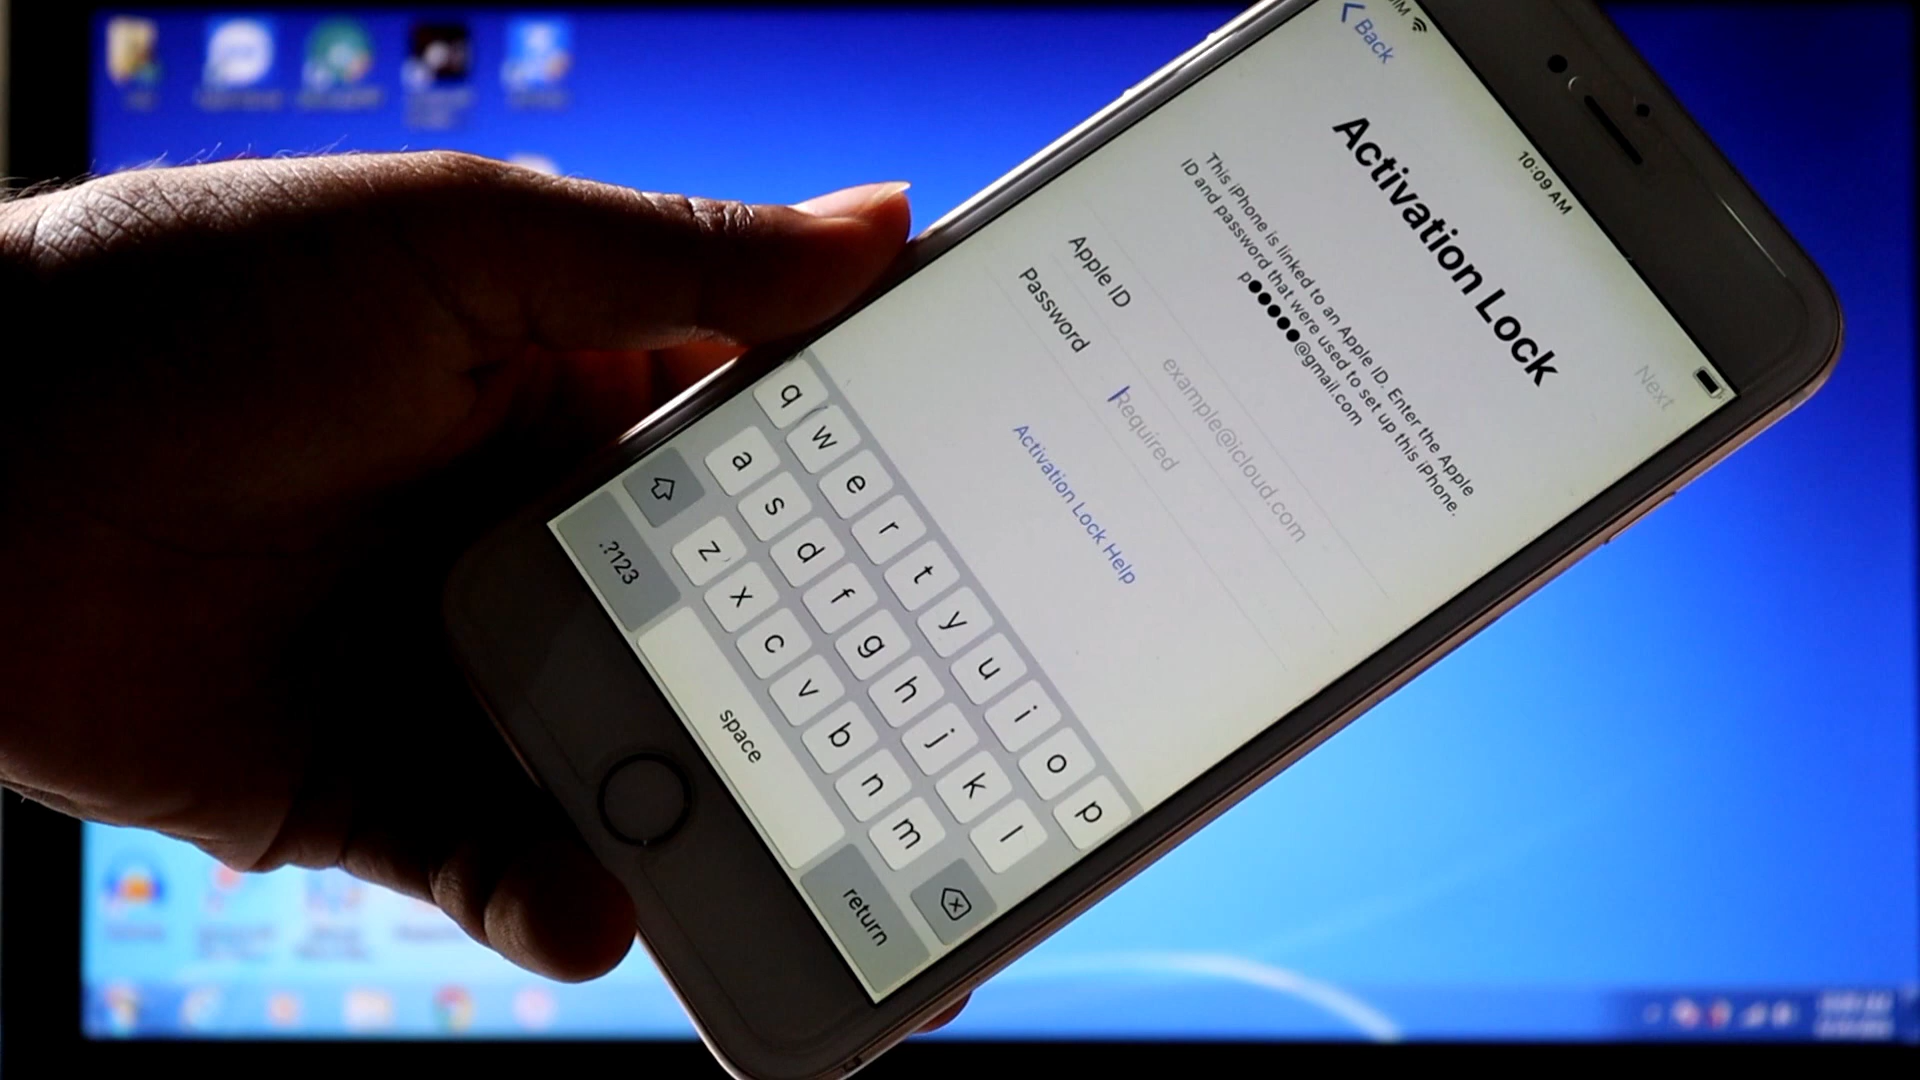 10:09 AM
Back
Next
Activation Lock
This iPhone is linked to an Apple ID. Enter the Apple
ID and password that were used to set up this iPhone.
p●●●●●@gmail.com
Apple ID example@icloud.com
Password Required
Activation Lock Help
q w e r t y u i o p
a s d f g h j k l
z x c v b n m
.?123 space return